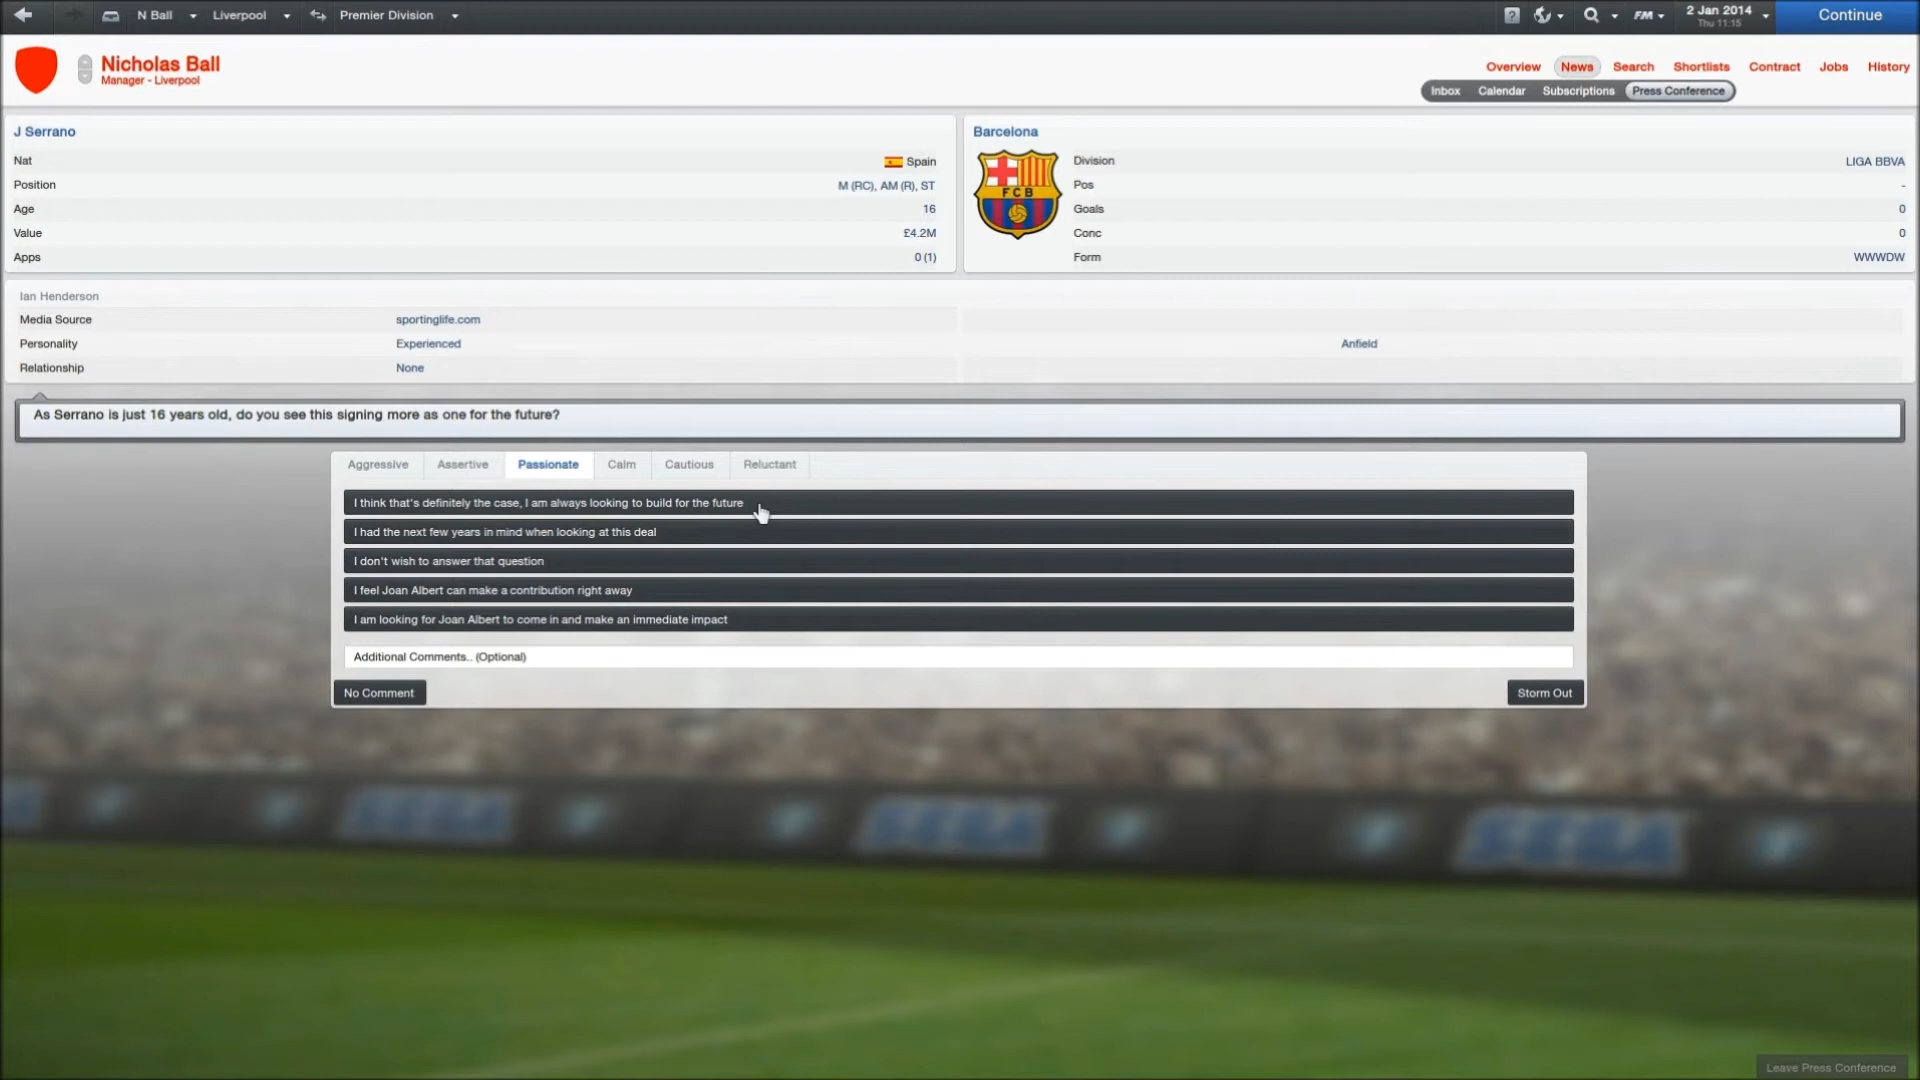 N Ball Liverpool Premier Division FM 2 Jan 2014 Continue
Thu 11:15
Nicholas Ball
Manager - Liverpool
Overview News Search Shortlists Contract Jobs History
Inbox Calendar Subscriptions Press Conference
J Serrano
Nat Spain
Position M (RC), AM (R), ST
Age 16
Value £4.2M
Apps 0 (1)
Barcelona
FCB
Division LIGA BBVA
Pos -
Goals 0
Conc 0
Form WWWDW
Ian Henderson
Media Source sportinglife.com
Personality Experienced Anfield
Relationship None
As Serrano is just 16 years old, do you see this signing more as one for the future?
Aggressive Assertive Passionate Calm Cautious Reluctant
I think that's definitely the case, I am always looking to build for the future
I had the next few years in mind when looking at this deal
I don't wish to answer that question
I feel Joan Albert can make a contribution right away
I am looking for Joan Albert to come in and make an immediate impact
Additional Comments.. (Optional)
No Comment Storm Out
SEGA SEGA SEGA
Leave Press Conference